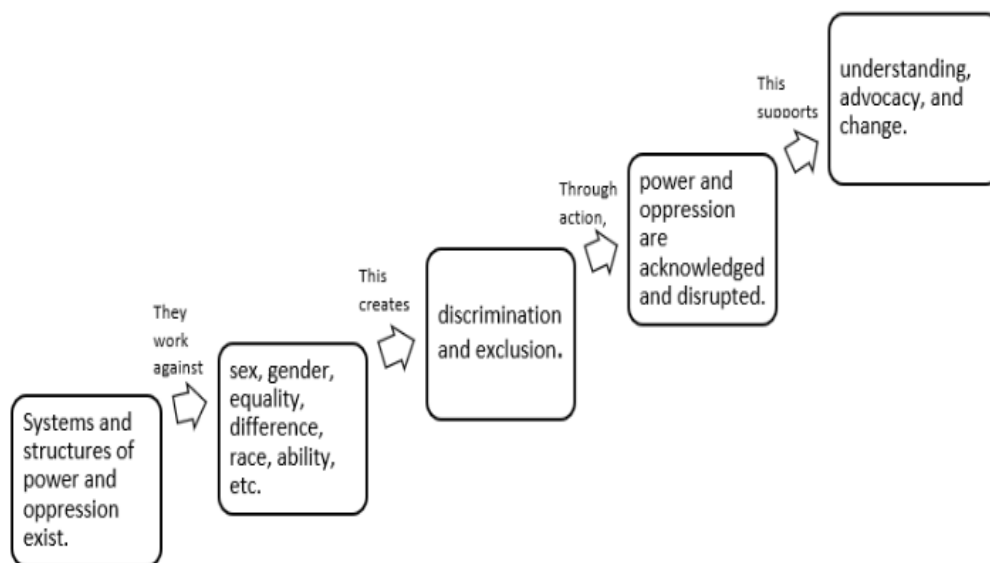 Systems and
structures of
power and
oppression
exist.
They
work
against
sex, gender,
equality,
difference,
race, ability,
etc.
This
creates
discrimination
and exclusion.
Through
action,
power and
oppression
are
acknowledged
and disrupted.
This
supports
understanding,
advocacy, and
change.